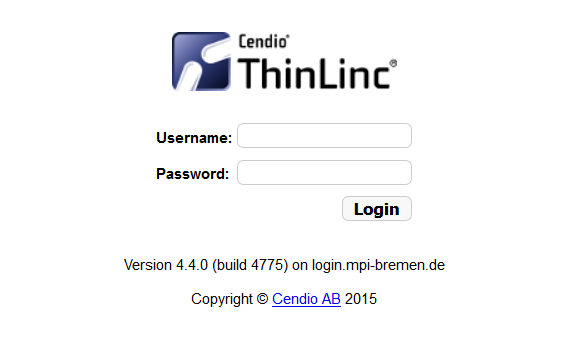 Cendio®
ThinLinc®
Username:
Password:
Login
Version 4.4.0 (build 4775) on login.mpi-bremen.de
Copyright © Cendio AB 2015